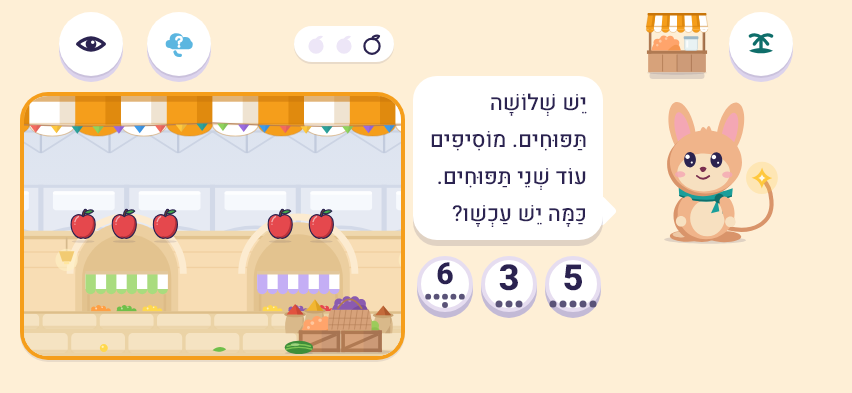 ?
יֵשׁ שְׁלוֹשָׁה
תַּפּוּחִים. מוֹסִיפִים
עוֹד שְׁנֵי תַּפּוּחִים.
כַּמָּה יֵשׁ עַכְשָׁו?
6 3 5